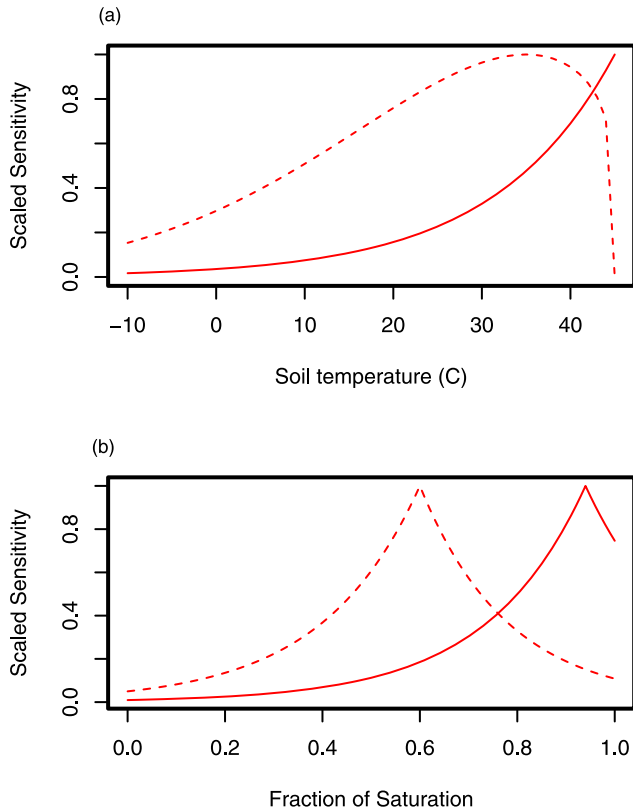 (a)
Scaled Sensitivity
0.0 0.4 0.8
−10 0 10 20 30 40
Soil temperature (C)
(b)
Scaled Sensitivity
0.0 0.4 0.8
0.0 0.2 0.4 0.6 0.8 1.0
Fraction of Saturation